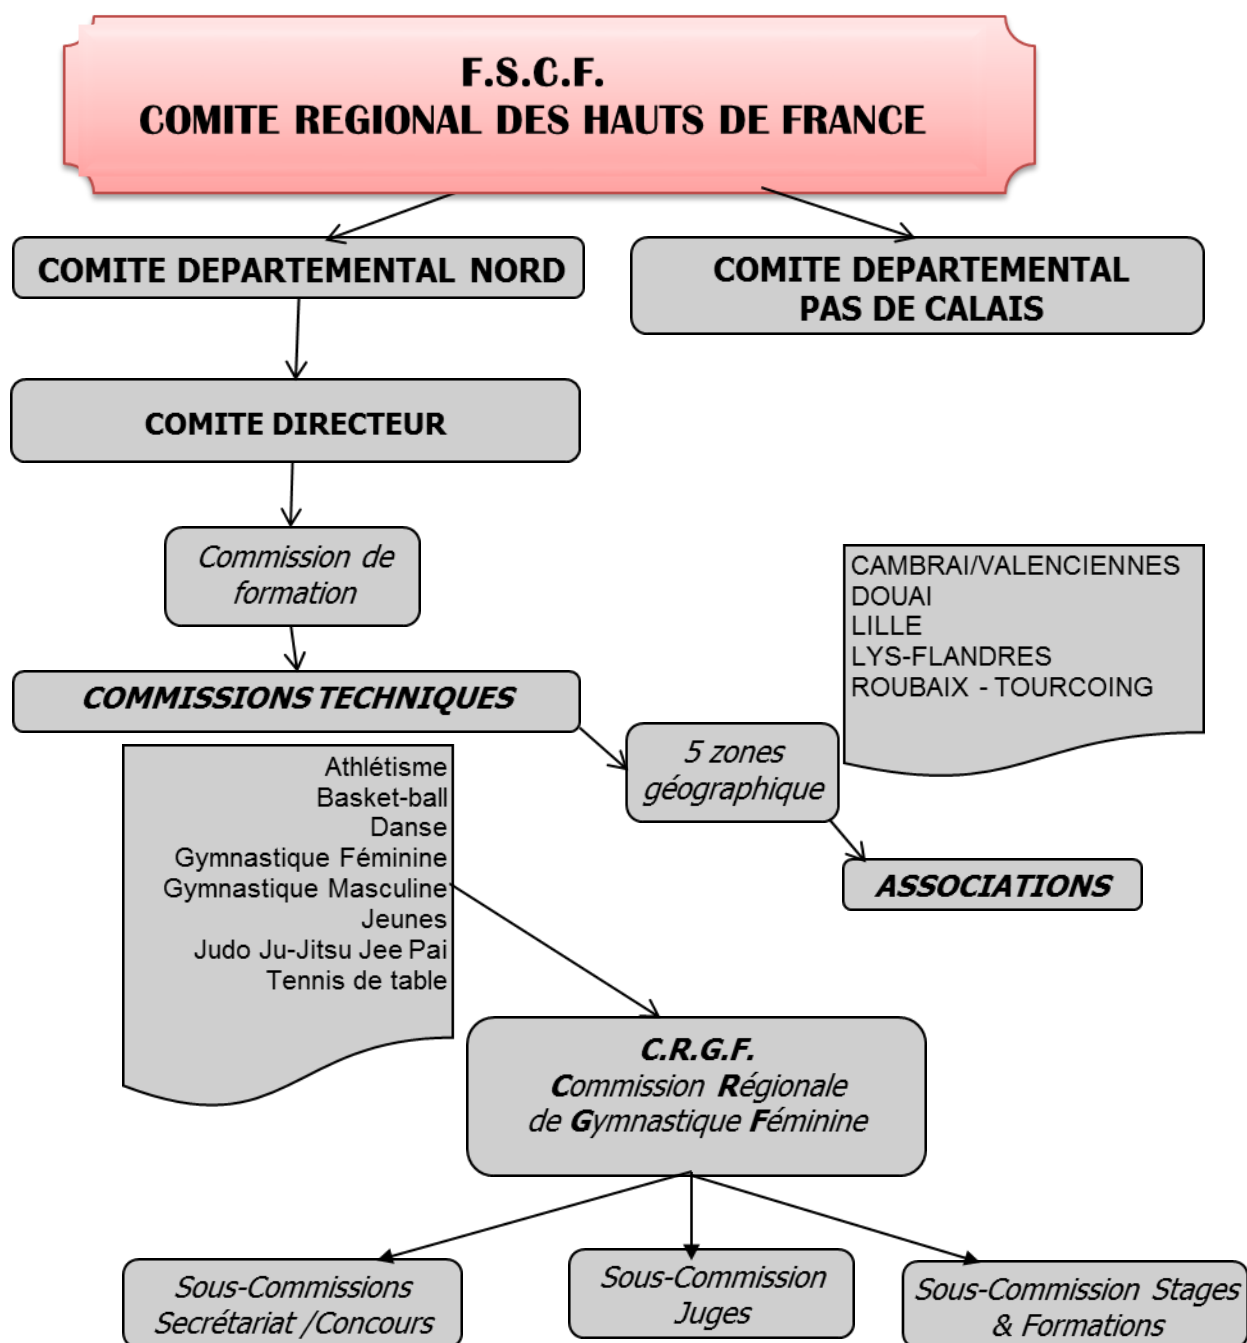 F.S.C.F.
COMITE REGIONAL DES HAUTS DE FRANCE
COMITE DEPARTEMENTAL NORD
COMITE DEPARTEMENTAL
PAS DE CALAIS
COMITE DIRECTEUR
Commission de
formation
CAMBRAI/VALENCIENNES
DOUAI
LILLE
LYS-FLANDRES
ROUBAIX - TOURCOING
COMMISSIONS TECHNIQUES
5 zones
géographique
Athlétisme
Basket-ball
Danse
Gymnastique Féminine
Gymnastique Masculine
Jeunes
Judo Ju-Jitsu Jee Pai
Tennis de table
ASSOCIATIONS
C.R.G.F.
Commission Régionale
de Gymnastique Féminine
Sous-Commissions
Secrétariat /Concours
Sous-Commission
Juges
Sous-Commission Stages
& Formations